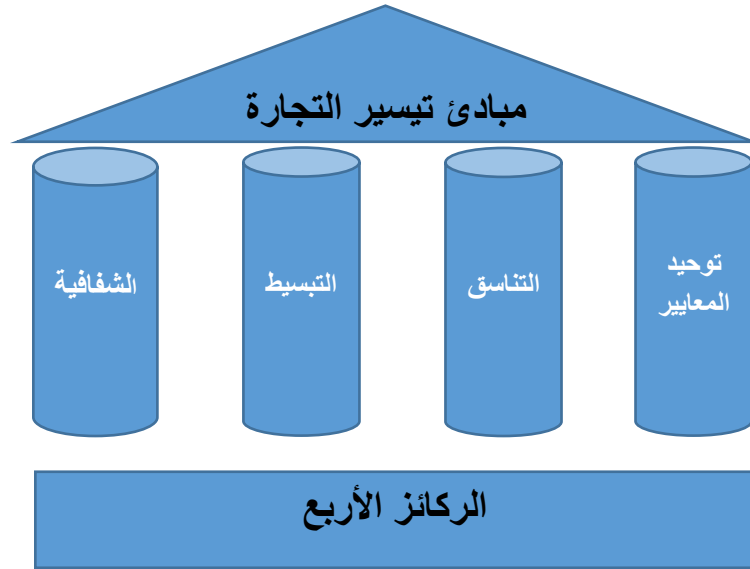 مبادئ تيسير التجارة
توحيد
المعايير
التناسق
التبسيط
الشفافية
الركائز الأربع